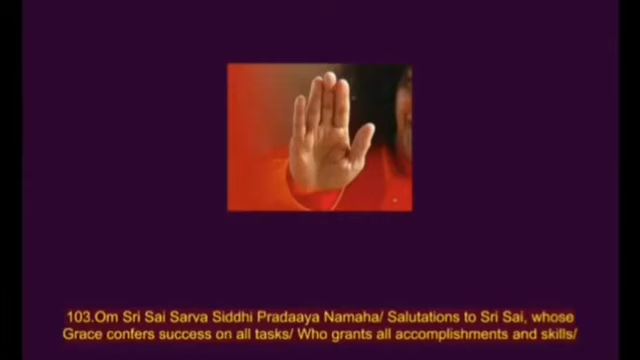 103.Om Sri Sai Sarva Siddhi Pradaaya Namaha/ Salutations to Sri Sai, whose
Grace confers success on all tasks/ Who grants all accomplishments and skills/